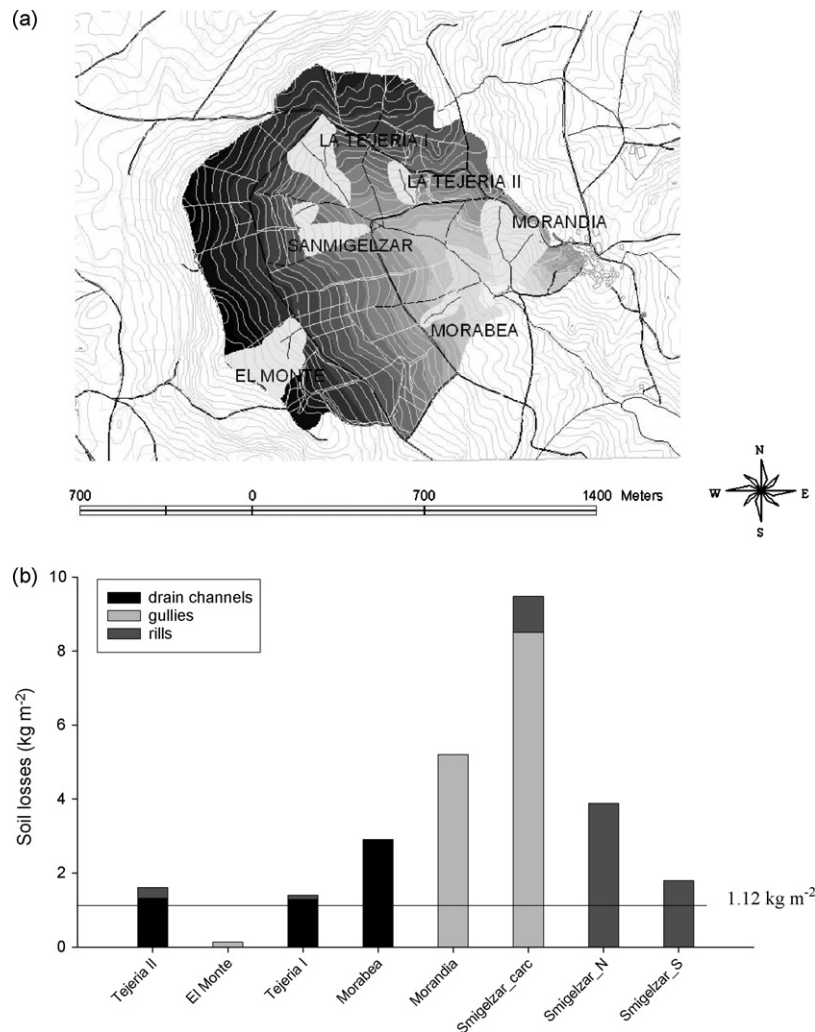 (a)
LA TEJERIA I
LA TEJERIA II
MORANDIA
SANMIGELZAR
MORABEA
EL MONTE
700 0 700 1400 Meters
N
W E
S
(b)
10
8
6
4
2
0
Soil losses (kg m-2)
drain channels
gullies
rills
1.12 kg m-2
Tejeria II
El Monte
Tejeria I
Morabea
Morandia
Smigelzar_carc
Smigelzar_N
Smigelzar_S